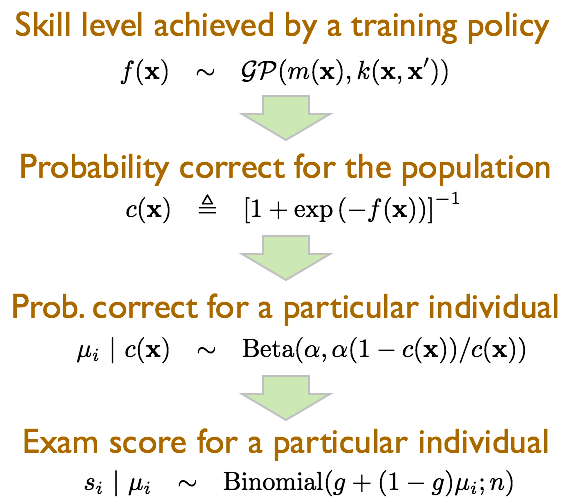 Skill level achieved by a training policy
f(x) ∼ GP(m(x), k(x, x′))
Probability correct for the population
c(x) ≜ [1 + exp (−f(x))]⁻¹
Prob. correct for a particular individual
μᵢ | c(x) ∼ Beta(α, α(1 − c(x))/c(x))
Exam score for a particular individual
sᵢ | μᵢ ∼ Binomial(g + (1 − g)μᵢ; n)